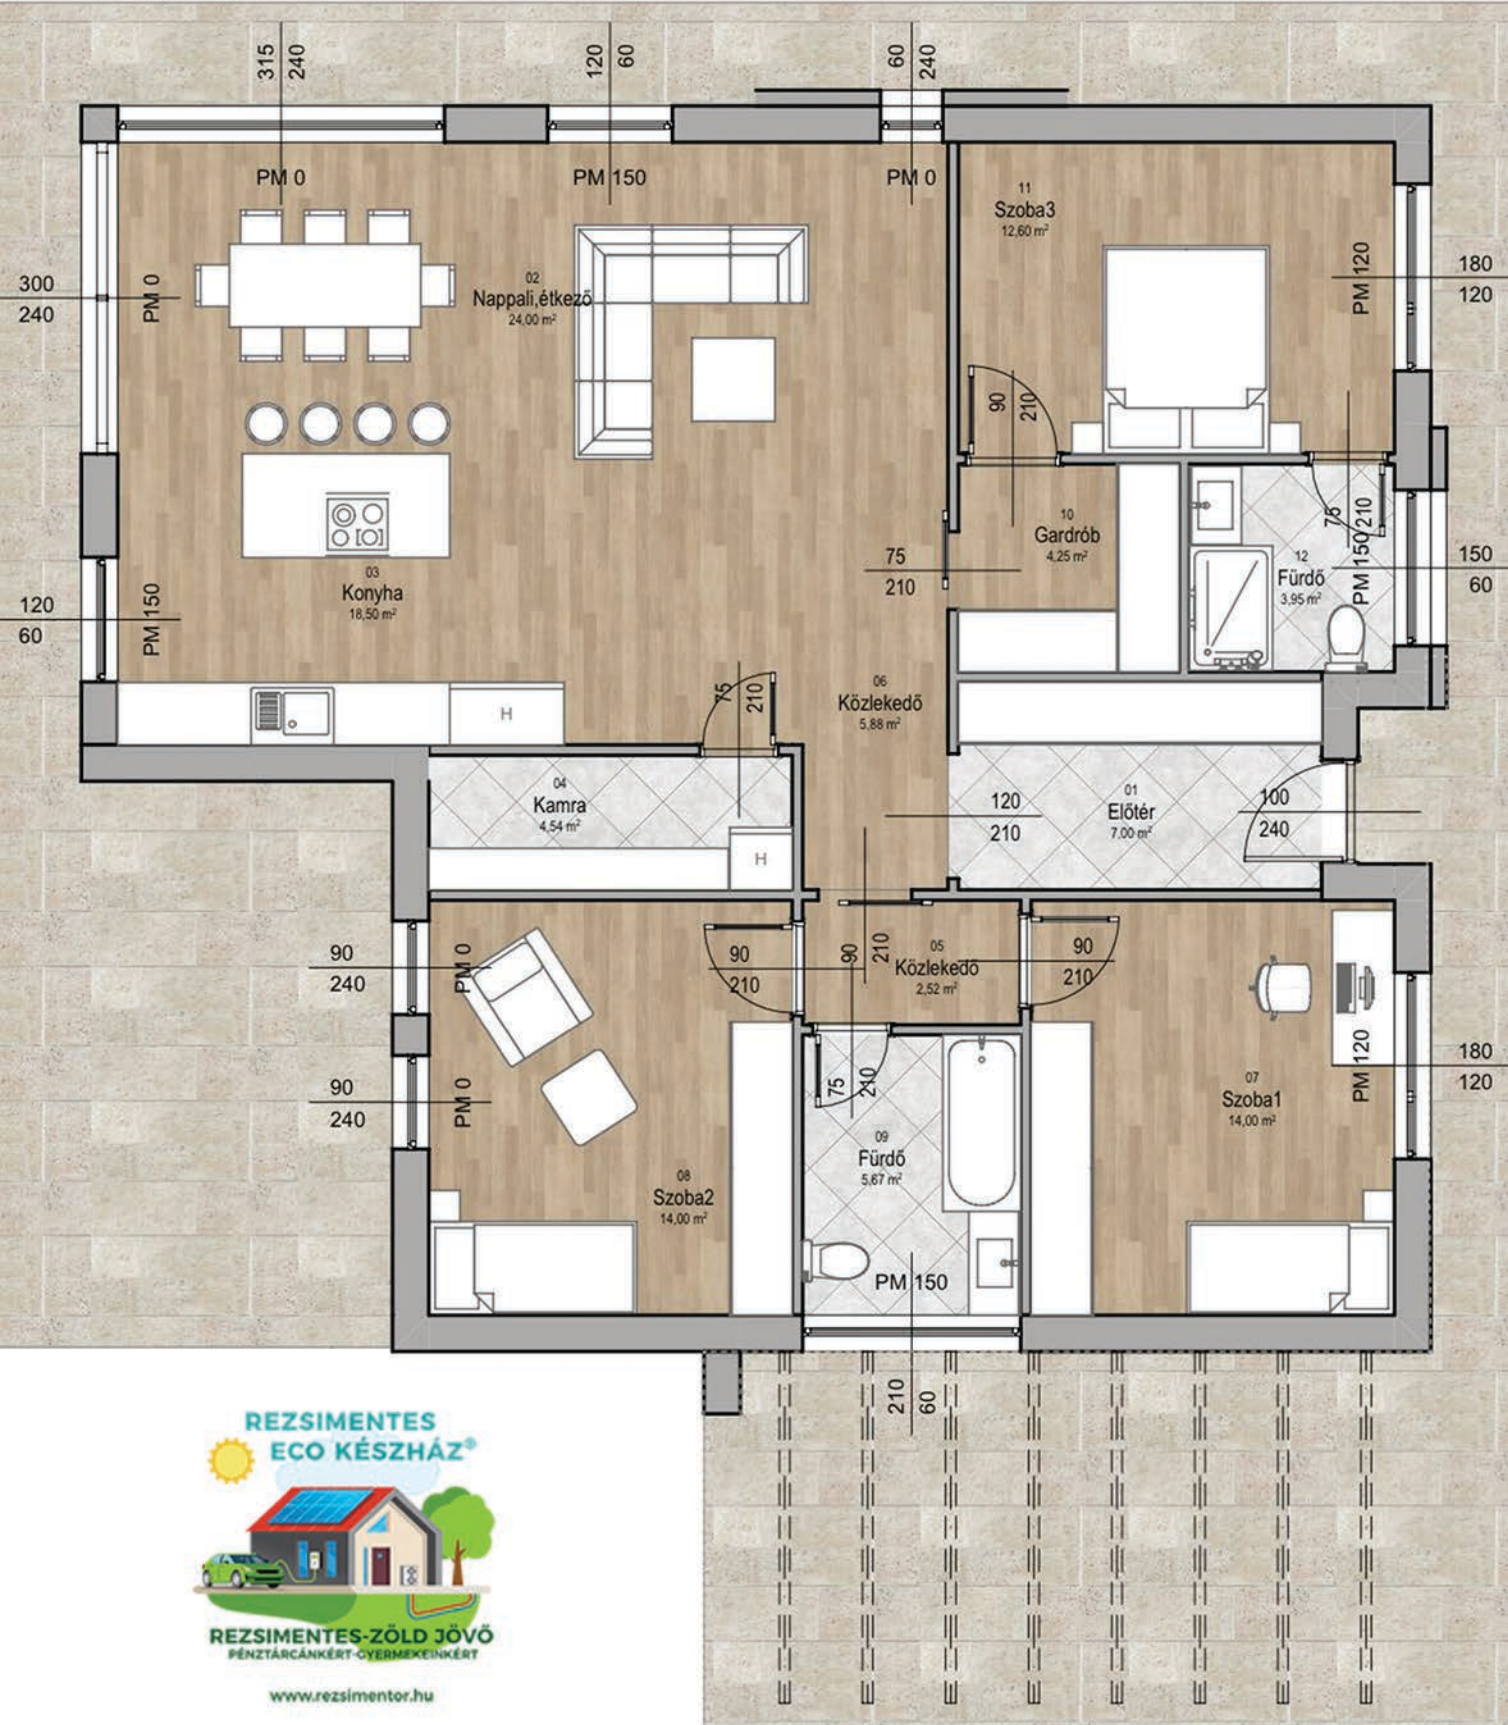 315
240
120
60
60
240
PM 0
PM 150
PM 0
11
Szoba3
12,60 m²
300
240
PM 0
02
Nappali,étkező
24,00 m²
PM 120
180
120
90
210
10
Gardrób
4,25 m²
75
210
PM 150
12
Fürdő
3,95 m²
150
60
75
210
03
Konyha
18,50 m²
120
60
PM 150
06
Közlekedő
5,88 m²
75
210
H
04
Kamra
4,54 m²
H
120
210
01
Előtér
7,00 m²
100
240
90
240
PM 0
90
210
90
210
05
Közlekedő
2,52 m²
90
210
90
240
PM 0
75
210
07
Szoba1
14,00 m²
PM 120
180
120
09
Fürdő
5,67 m²
08
Szoba2
14,00 m²
PM 150
210
60
REZSIMENTES
ECO KÉSZHÁZ®
REZSIMENTES-ZÖLD JÖVŐ
PÉNZTÁRCÁNKÉRT-GYERMEKEINKÉRT
www.rezsimentor.hu